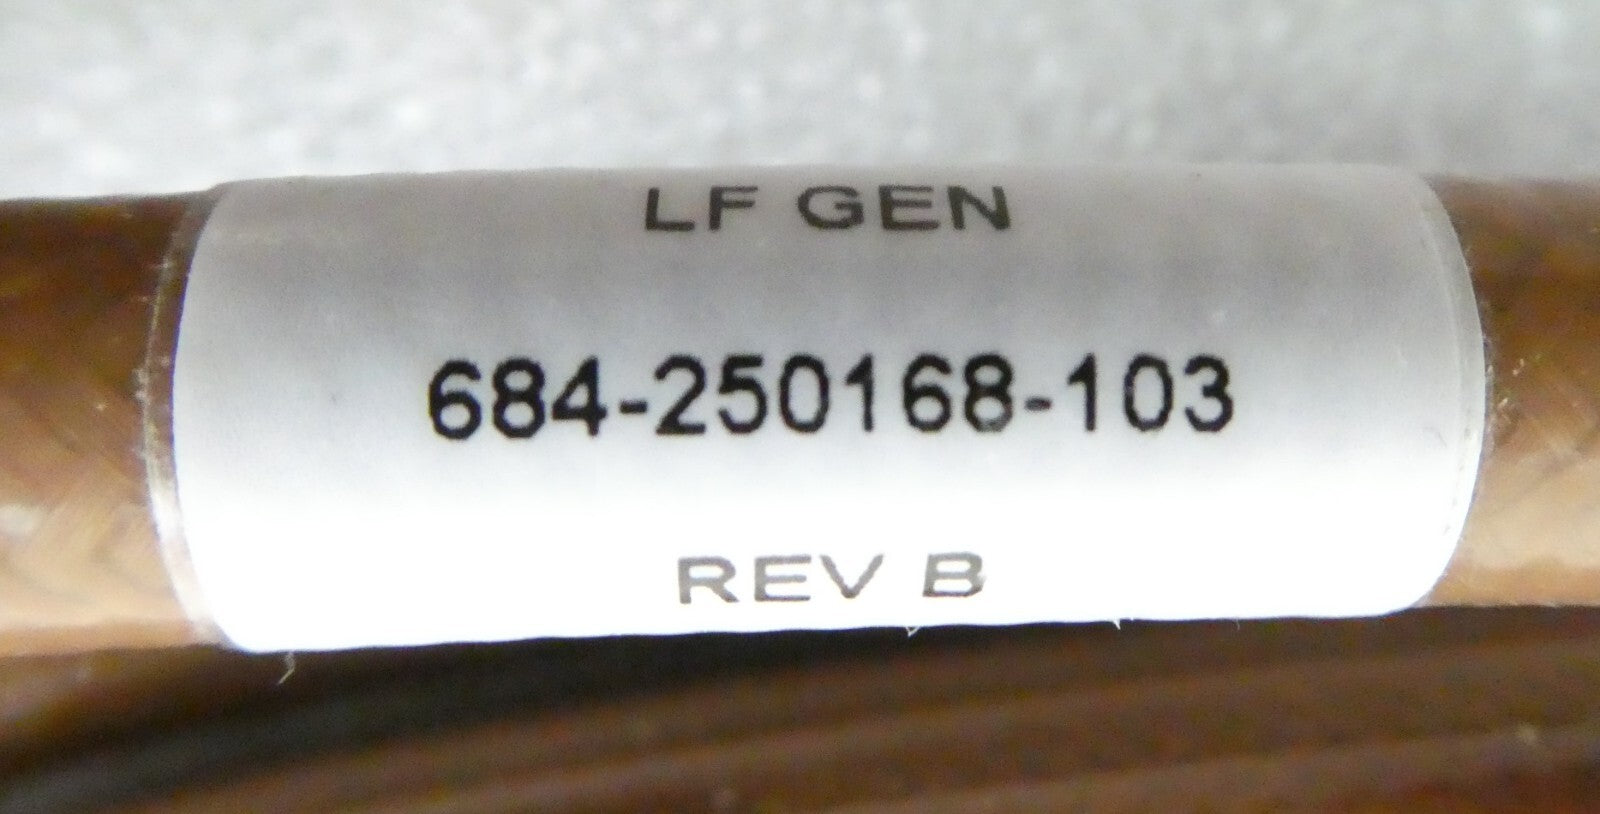 LF GEN
684-250168-103
REV B